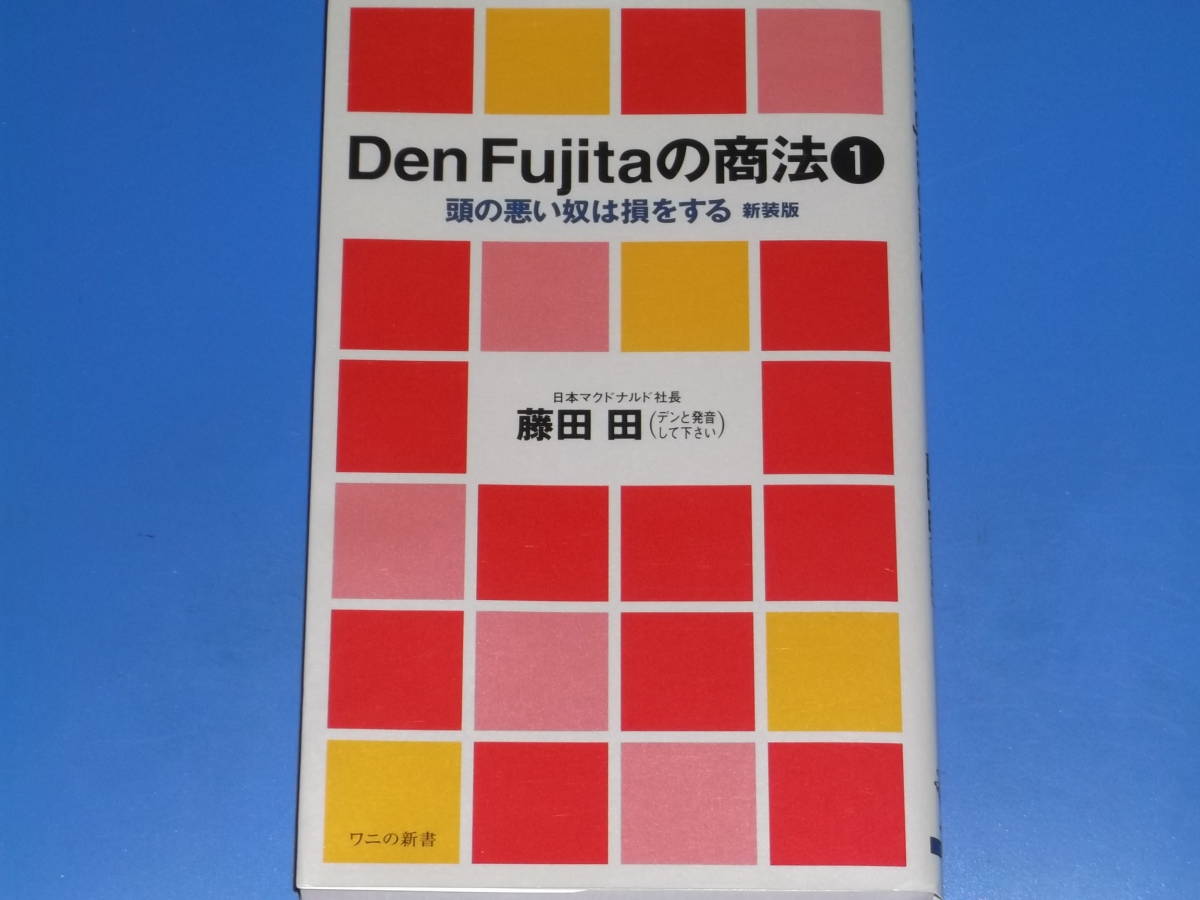 Den Fujitaの商法❶
頭の悪い奴は損をする 新装版
日本マクドナルド社長
藤田 田(デンと発音
して下さい)
ワニの新書